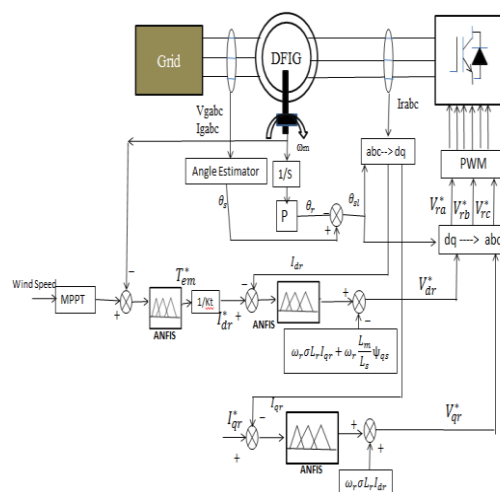 Grid
DFIG
Vgabc
Igabc
Irabc
ωm
Angle Estimator
1/S
abc--> dq
PWM
θs
P
θr
−
+
θsl
V*ra
V*rb
V*rc
dq ----> abc
Idr
−
T*em
−
V*dr
Wind Speed
MPPT
+
ANFIS
1/Kt
I*dr
+
ANFIS
+
−
ωrσLrIqr + ωr Lm/Ls ψqs
Iqr
I*qr
−
+
ANFIS
+
+
V*qr
ωrσLrIdr